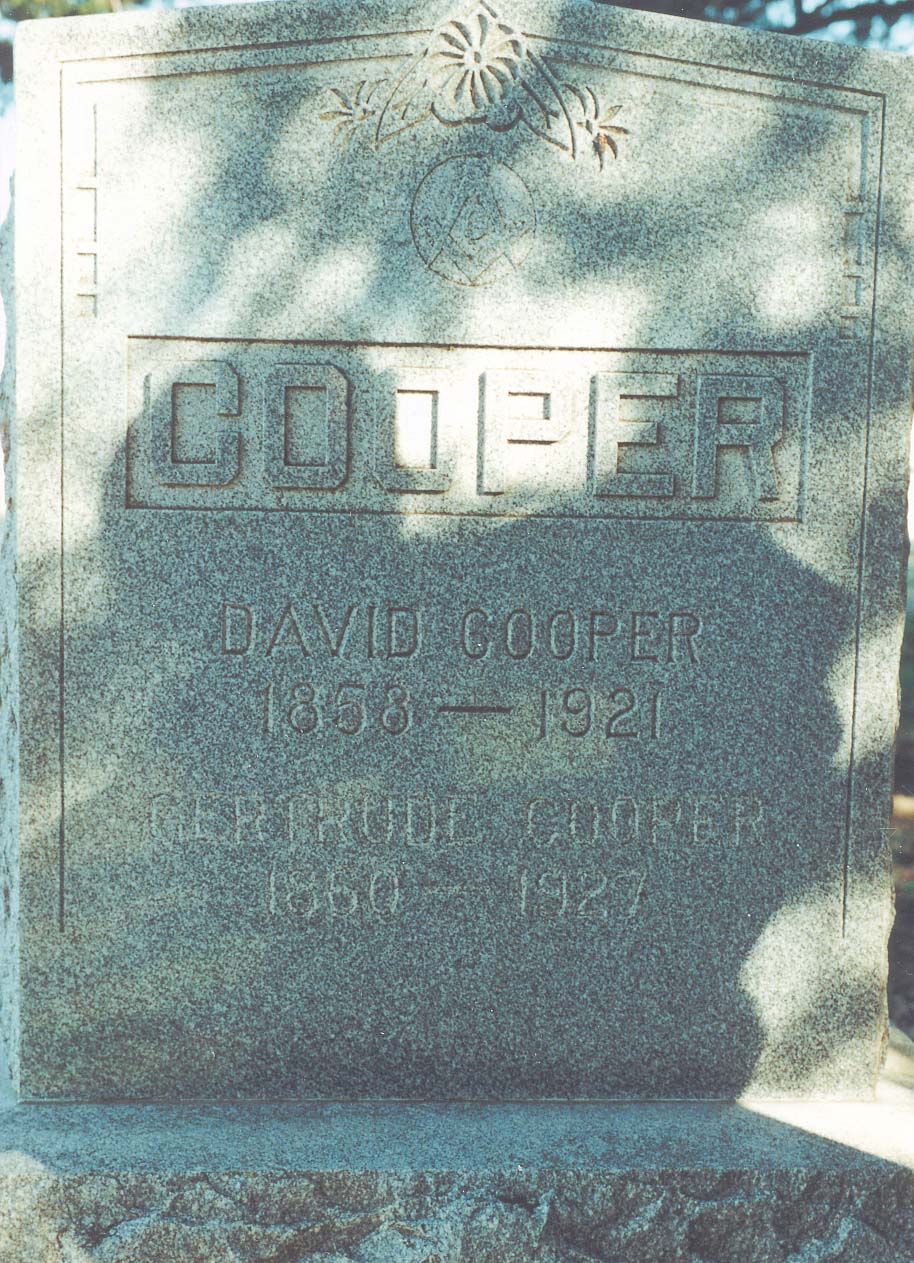 G
COOPER
DAVID COOPER
1858 — 1921
GERTRUDE COOPER
1860 — 1927